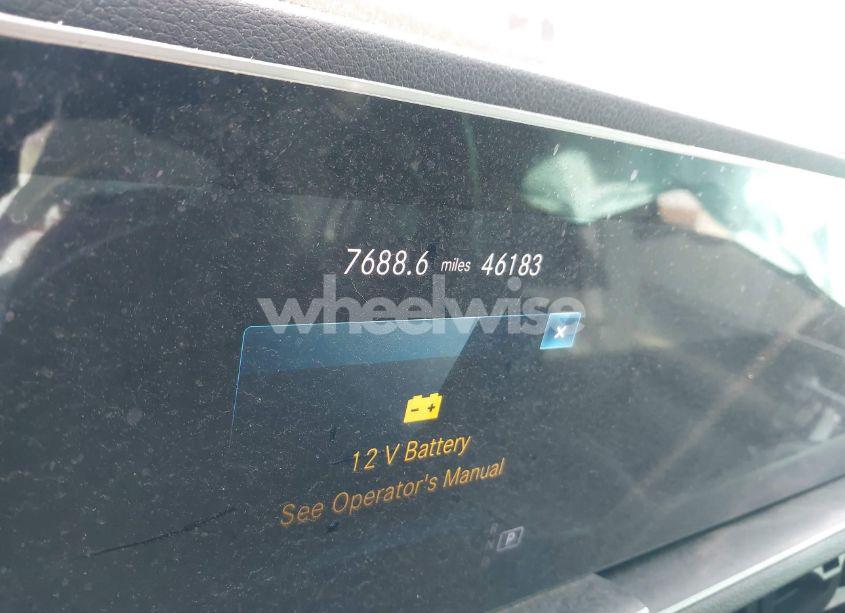 7688.6 miles 46183
wheelwise
x
- +
12 V Battery
See Operator's Manual
R
N
P